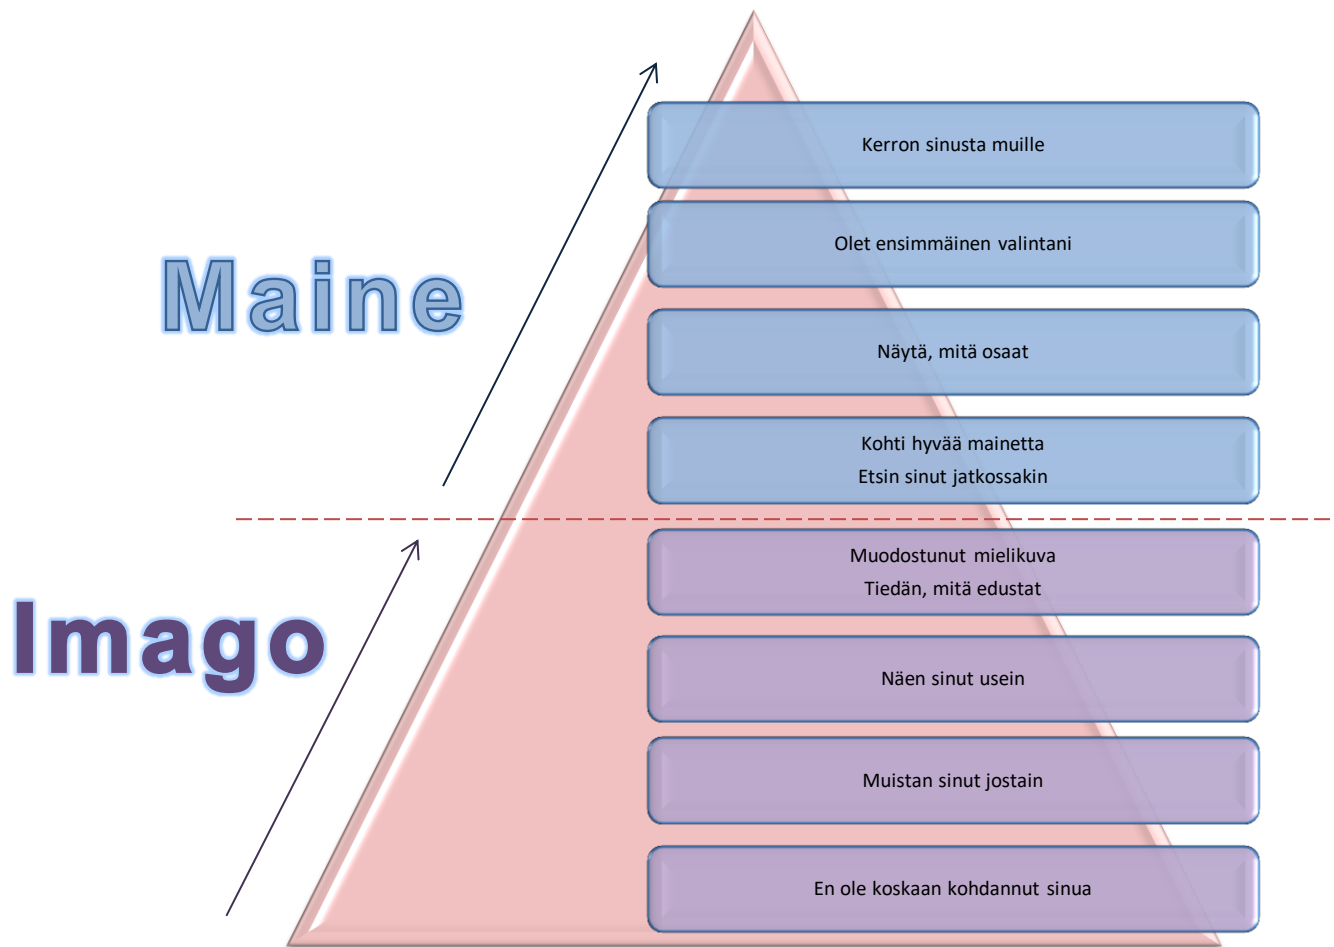 Kerron sinusta muille
Olet ensimmäinen valintani
Maine
Näytä, mitä osaat
Kohti hyvää mainetta
Etsin sinut jatkossakin
Muodostunut mielikuva
Tiedän, mitä edustat
Imago
Näen sinut usein
Muistan sinut jostain
En ole koskaan kohdannut sinua